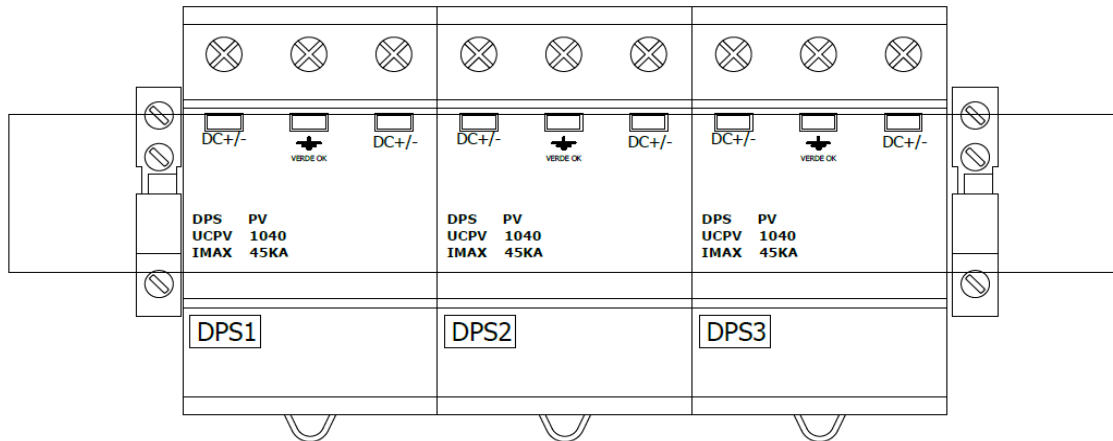 DC+/- DC+/- DC+/- DC+/- DC+/- DC+/-
VERDE OK VERDE OK VERDE OK
DPS PV
UCPV 1040
IMAX 45KA
DPS PV
UCPV 1040
IMAX 45KA
DPS PV
UCPV 1040
IMAX 45KA
DPS1 DPS2 DPS3